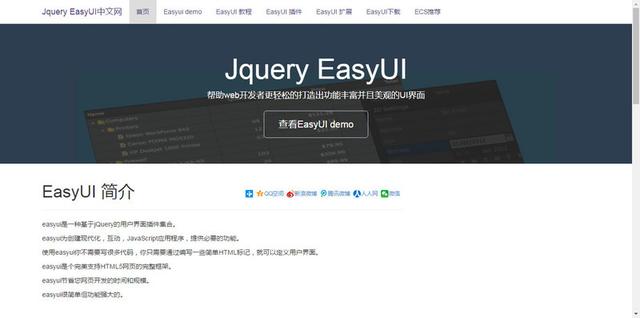 Jquery EasyUI中文网 首页 Easyui demo EasyUI 教程 EasyUI 插件 EasyUI 扩展 EasyUI下载 ECS推荐
Jquery EasyUI
帮助web开发者更轻松的打造出功能丰富并且美观的UI界面
查看EasyUI demo
EasyUI 简介
QQ空间 新浪微博 腾讯微博 人人网 微信
easyui是一种基于jQuery的用户界面插件集合。
easyui为创建现代化，互动，JavaScript应用程序，提供必要的功能。
使用easyui你不需要写很多代码，你只需要通过编写一些简单HTML标记，就可以定义用户界面。
easyui是个完美支持HTML5网页的完整框架。
easyui节省您网页开发的时间和规模。
easyui很简单但功能强大的。